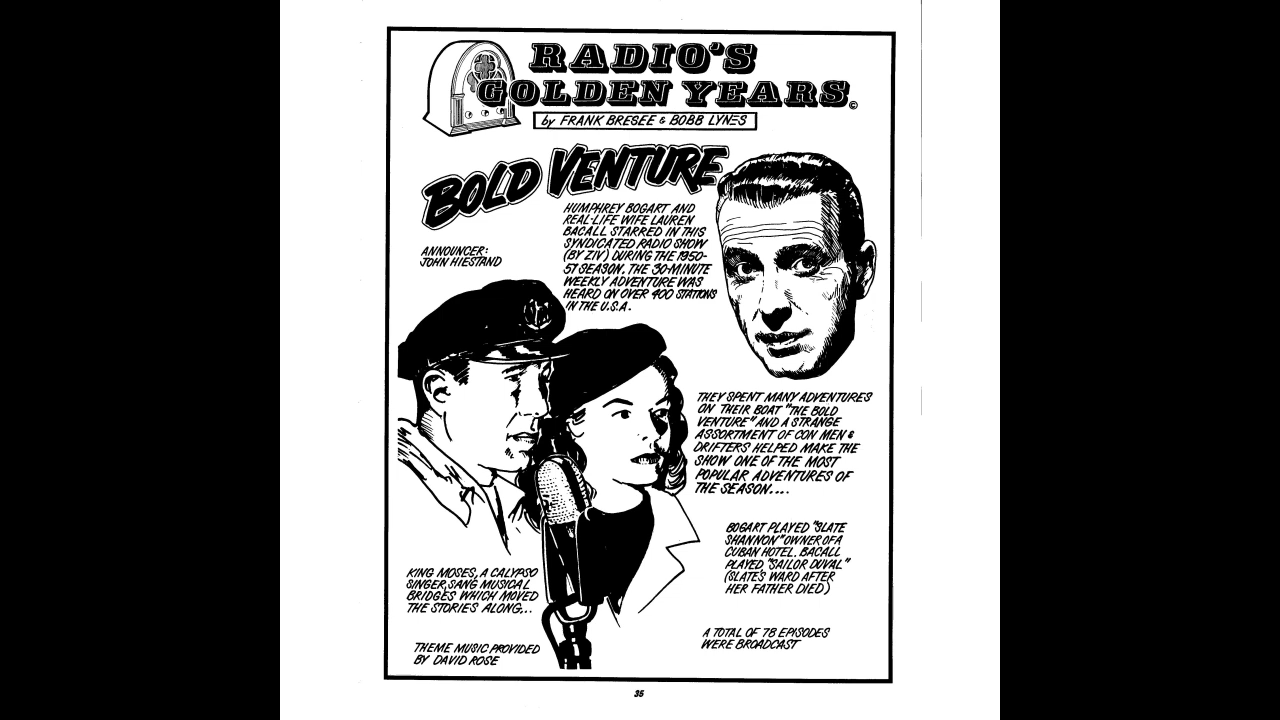 RADIO'S
GOLDEN YEARS ©
by FRANK BRESEE & BOBB LYNES
BOLD VENTURE
HUMPHREY BOGART AND
REAL-LIFE WIFE LAUREN
BACALL STARRED IN THIS
SYNDICATED RADIO SHOW
(BY ZIV) DURING THE 1950-
51 SEASON. THE 30-MINUTE
WEEKLY ADVENTURE WAS
HEARD ON OVER 400 STATIONS
IN THE U.S.A.
ANNOUNCER:
JOHN HIESTAND
THEY SPENT MANY ADVENTURES
ON THEIR BOAT "THE BOLD
VENTURE" AND A STRANGE
ASSORTMENT OF CON MEN &
DRIFTERS HELPED MAKE THE
SHOW ONE OF THE MOST
POPULAR ADVENTURES OF
THE SEASON....
BOGART PLAYED "SLATE
SHANNON" OWNER OF A
CUBAN HOTEL. BACALL
PLAYED "SAILOR DUVAL"
(SLATE'S WARD AFTER
HER FATHER DIED)
KING MOSES, A CALYPSO
SINGER, SANG MUSICAL
BRIDGES WHICH MOVED
THE STORIES ALONG...
THEME MUSIC PROVIDED
BY DAVID ROSE
A TOTAL OF 78 EPISODES
WERE BROADCAST
35